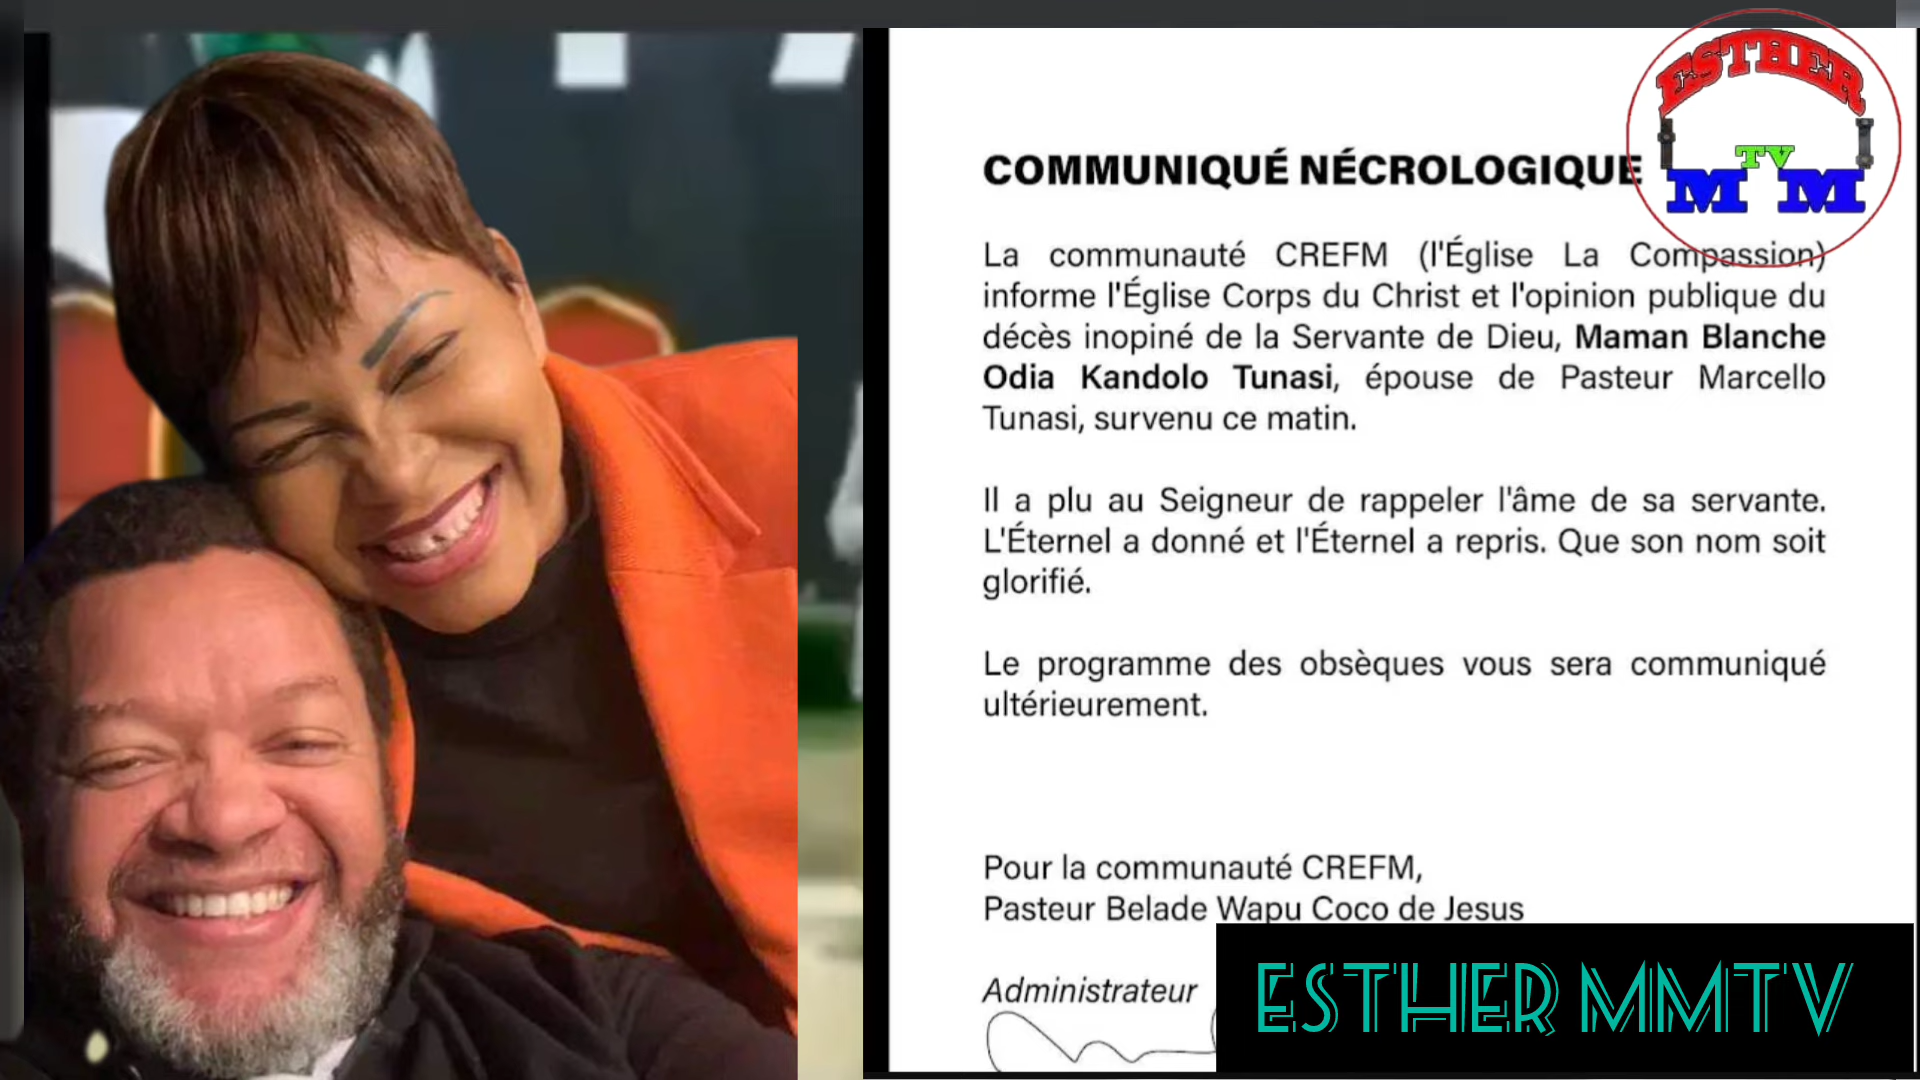 ESTHER
TV
M M
COMMUNIQUÉ NÉCROLOGIQUE
La communauté CREFM (l'Église La Compassion)
informe l'Église Corps du Christ et l'opinion publique du
décès inopiné de la Servante de Dieu, Maman Blanche
Odia Kandolo Tunasi, épouse de Pasteur Marcello
Tunasi, survenu ce matin.
Il a plu au Seigneur de rappeler l'âme de sa servante.
L'Éternel a donné et l'Éternel a repris. Que son nom soit
glorifié.
Le programme des obsèques vous sera communiqué
ultérieurement.
Pour la communauté CREFM,
Pasteur Belade Wapu Coco de Jesus
Administrateur
ESTHER MMTV